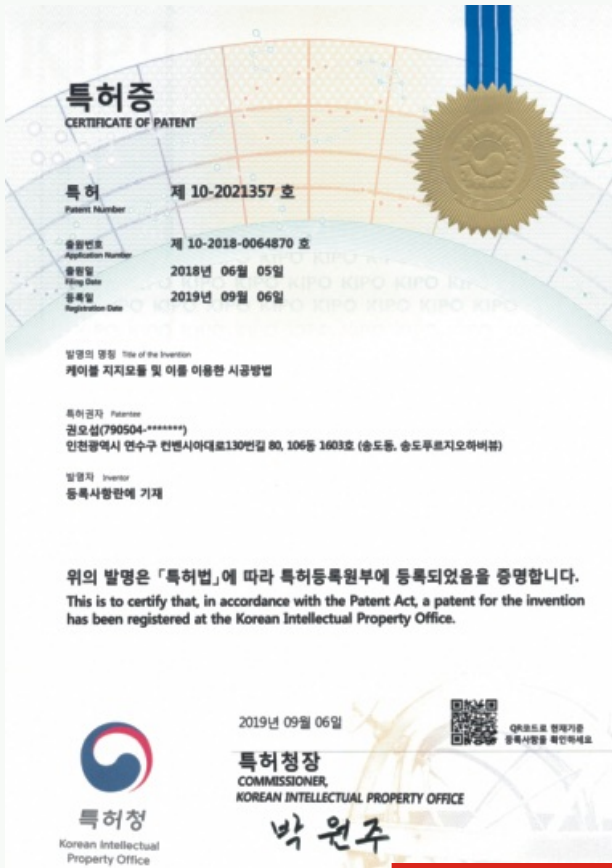 특허증
CERTIFICATE OF PATENT
특허 제 10-2021357 호
Patent Number
출원번호 제 10-2018-0064870 호
Application Number
출원일 2018년 06월 05일
Filing Date
등록일 2019년 09월 06일
Registration Date
발명의 명칭 Title of the Invention
케이블 지지모듈 및 이를 이용한 시공방법
특허권자 Patentee
권오섭(790504-*******)
인천광역시 연수구 컨벤시아대로130번길 80, 106동 1603호 (송도동, 송도푸르지오하버뷰)
발명자 Inventor
등록사항란에 기재
위의 발명은 「특허법」에 따라 특허등록원부에 등록되었음을 증명합니다.
This is to certify that, in accordance with the Patent Act, a patent for the invention
has been registered at the Korean Intellectual Property Office.
2019년 09월 06일
QR코드로 현재기준
등록사항을 확인하세요
특허청장
COMMISSIONER,
KOREAN INTELLECTUAL PROPERTY OFFICE
박원주
특허청
Korean Intellectual
Property Office
KIPO KIPO KIPO KIPO KIPO